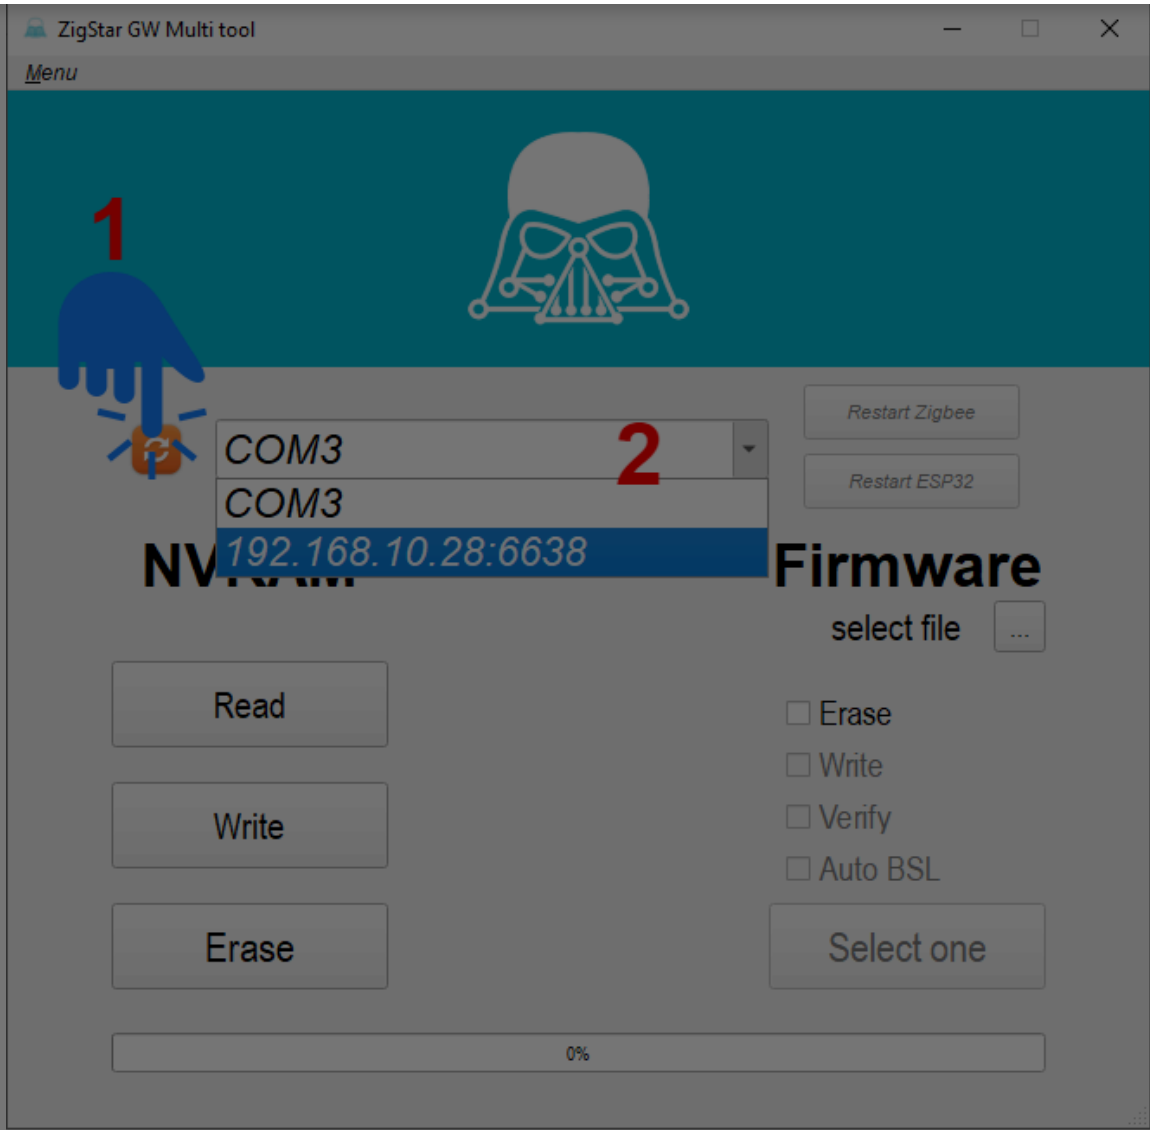 ZigStar GW Multi tool
Menu
1
Restart Zigbee
COM3
2
COM3
Restart ESP32
192.168.10.28:6638
NVRAM
Firmware
select file
...
Read
Erase
Write
Write
Verify
Auto BSL
Erase
Select one
0%